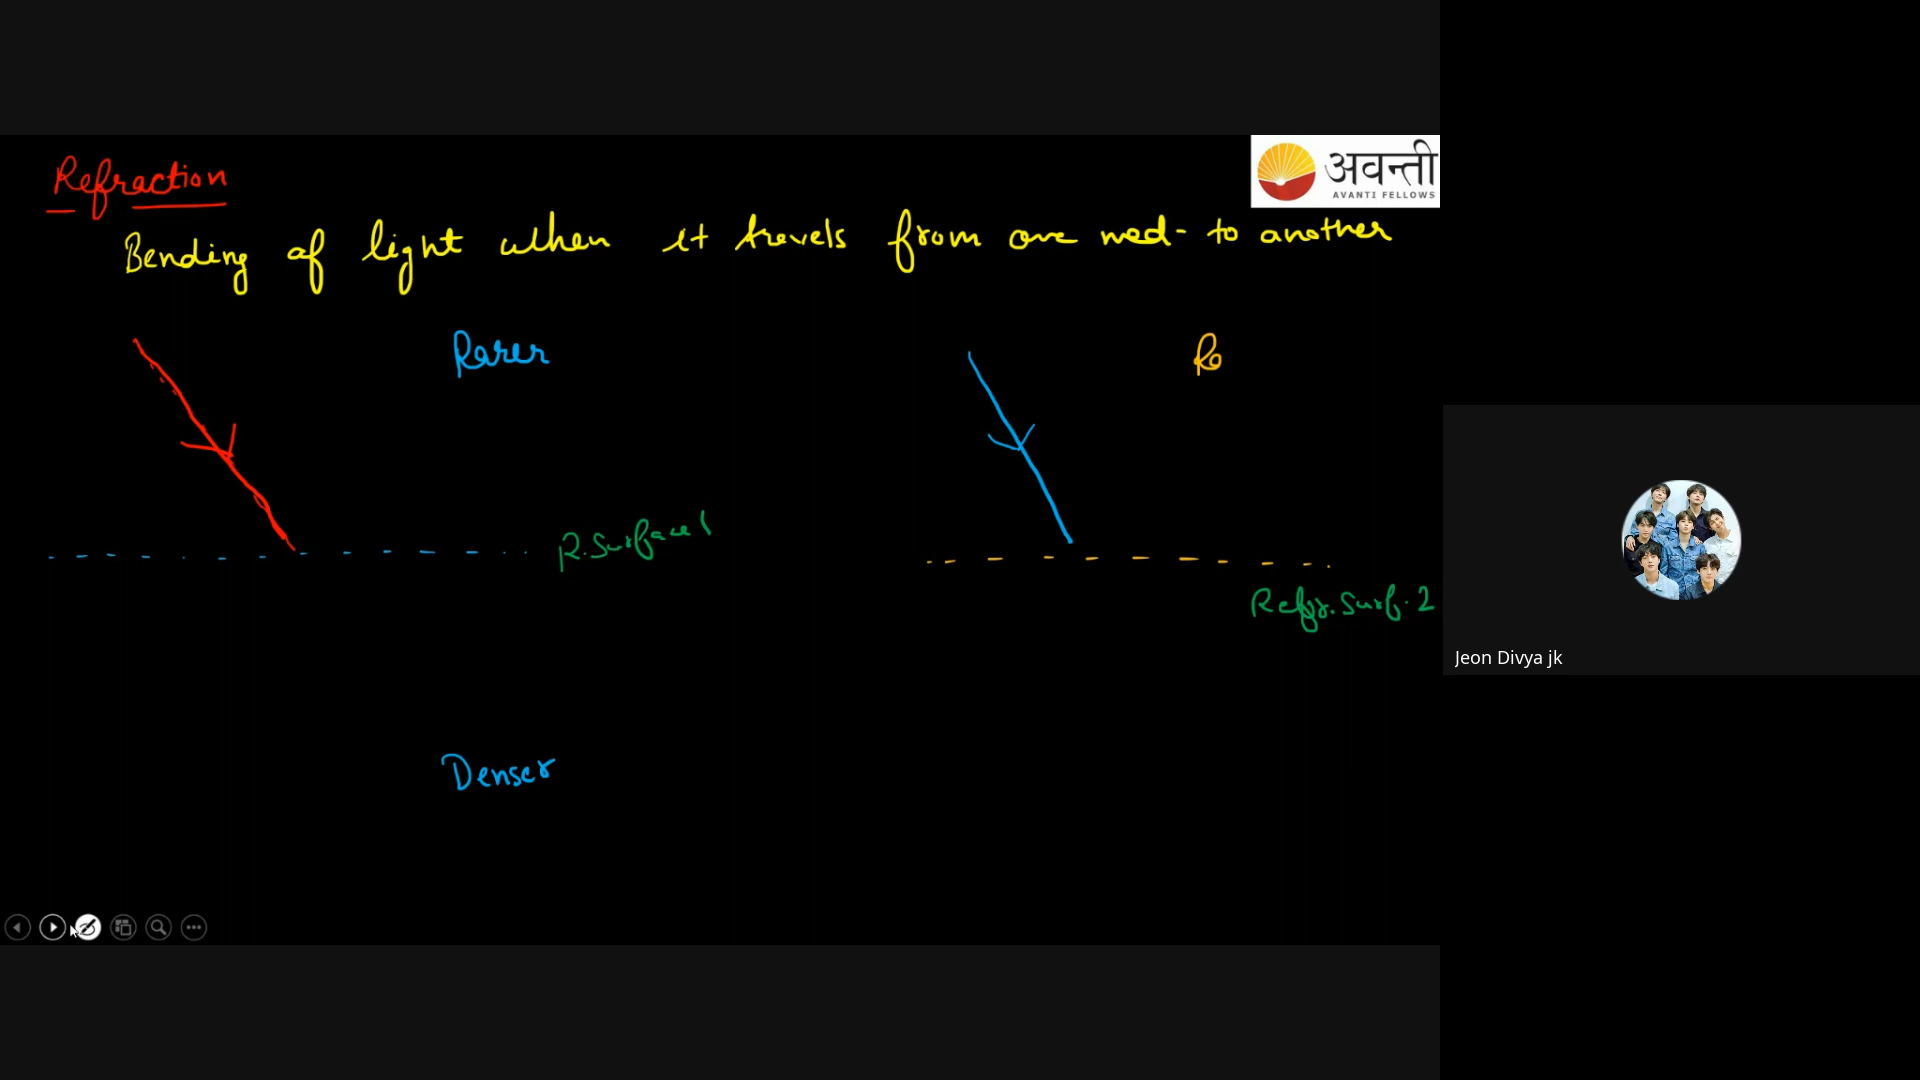 Refraction
अवन्ती
AVANTI FELLOWS
Bending of light when it travels from one med- to another
Rarer
Ra
R. Surface 1
Refr. Surf. 2
Jeon Divya jk
Denser